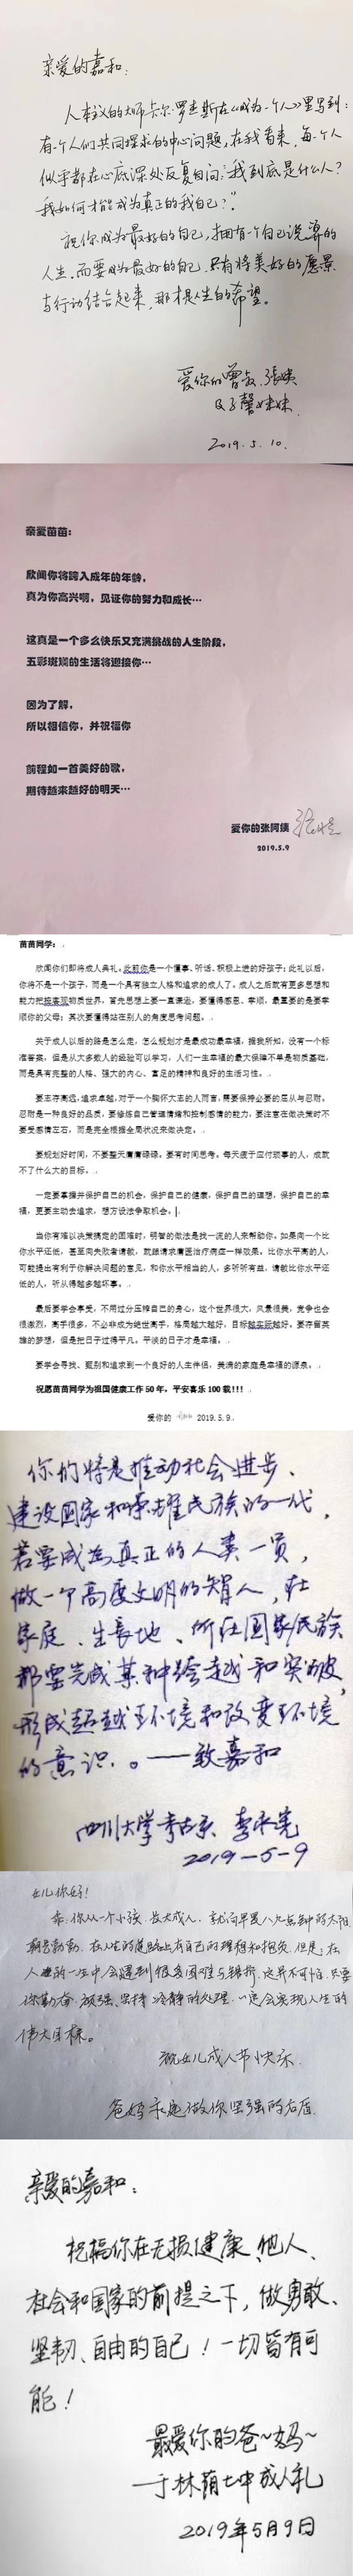 亲爱的嘉和:
人本主义的大师卡尔·罗杰斯在《成为一个人》里写到:
有一个人们共同探求的中心问题,在我看来,每个人
似乎都在心底深处反复自问:“我到底是什么人?
我如何才能成为真正的我自己?”
祝你成为最好的自己,拥有一个自己说算的
人生。而要成为最好的自己,只有将美好的愿景
与行动结合起来,那才是人生的希望。
爱你的曾叔、张姨
及子馨妹妹
2019.5.10.
亲爱苗苗:
欣闻你将跨入成年的年龄,
真为你高兴啊,见证你的努力和成长…
这真是一个多么快乐又充满挑战的人生阶段,
五彩斑斓的生活将迎接你…
因为了解,
所以相信你,并祝福你
前程如一首美好的歌,
期待越来越好的明天…
爱你的张阿姨
2019.5.9
苗苗同学:
欣闻你们即将成人典礼。此前你是一个懂事、听话、积极上进的好孩子;此礼以后,
你将不是一个孩子,而是一个具有独立人格和追求的成人了。成人之后就有更多思想和
能力把握客观物质世界,首先思想上要一直谦逊,要懂得感恩、孝顺,最重要的是要孝
顺你的父母;其次要懂得站在别人的角度思考问题。
关于成人以后的路是怎么走,怎么规划才是最成功最幸福,据我所知,没有一个标
准答案,但是从大多数人的经验可以学习,人们一生幸福的最大保障不单是物质基础,
而是具有完整的人格、强大的内心、富足的精神和良好的生活习性。
要志存高远,追求卓越,对于一个胸怀大志的人而言,需要保持必要的屈从与忍耐。
忍耐是一种良好的品质,要修炼自己管理情绪和控制感情的能力,要注意在做决策时不
要受感情左右,而是完全根据全局状况来做决定。
要规划好时间,不要整天庸庸碌碌。要有时间思考。每天疲于应付琐事的人,成就
不了什么大的目标。
一定要掌握并保护自己的机会,保护自己的健康,保护自己的理想,保护自己的幸
福,更要主动去追求,想方设法争取机会。
当你有难以决策搞定的困难时,明智的做法是找一流的人来帮助你。如果向一个比
你水平还低,甚至向失败者请教,就跟请求庸医治疗病症一样效果。比你水平高的人,
可能提出有利于你解决问题的意见,和你水平相当的人,多听听有益,请教比你水平还
低的人,听从得越多越坏事。
最后要学会享受,不用过分压榨自己的身心,这个世界很大,风景很美,竞争也会
很激烈,高手很多,不必非成为绝世高手,格局越大越好,目标越实际越好。要存留英
雄的梦想,但是把日子过得平凡。平淡的日子才是幸福。
要学会寻找、甄别和追求到一个良好的人生伴侣,美满的家庭是幸福的源泉。
祝愿苗苗同学为祖国健康工作50年,平安喜乐100载!!!
爱你的 2019.5.9.
你们将是推动社会进步、
建设国家和荣耀民族的一代,
若要成为真正的人类一员,
做一个高度文明的智人,在
家庭、生长地、所在国家民族
都要完成某种跨越和突破,
形成超越环境和改变环境
的意识。——致嘉和
四川大学考古系 李永宪
2019-5-9
女儿你好!
你从一个小孩,长大成人,就如同早晨八九点钟的太阳
朝气勃勃,在人生的道路上有自己的理想和抱负,但是,在
人生的一生中,会遇到很多困难与挫折,这并不可怕,只要
你勤奋、顽强、坚持、冷静的处理,一定会实现人生的
伟大目标。
祝女儿成人节快乐
爸妈永远做你坚强的后盾
亲爱的嘉和:
祝福你在无损健康、他人、
社会和国家的前提之下,做勇敢、
坚韧、自由的自己!一切皆有可
能!
最爱你的爸~妈~
于林荫七中成人礼
2019年5月9日